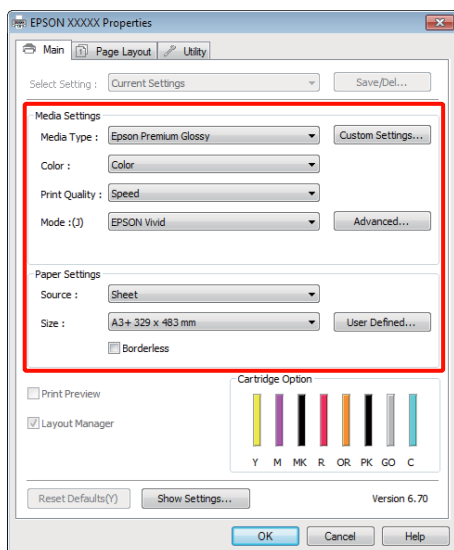 EPSON XXXXX Properties
Main Page Layout Utility
Select Setting : Current Settings Save/Del...
Media Settings
Media Type : Epson Premium Glossy Custom Settings...
Color : Color
Print Quality : Speed
Mode :(J) EPSON Vivid Advanced...
Paper Settings
Source : Sheet
Size : A3+ 329 x 483 mm User Defined...
Borderless
Print Preview
Layout Manager
Cartridge Option
Y M MK R OR PK GO C
Reset Defaults(Y) Show Settings... Version 6.70
OK Cancel Help